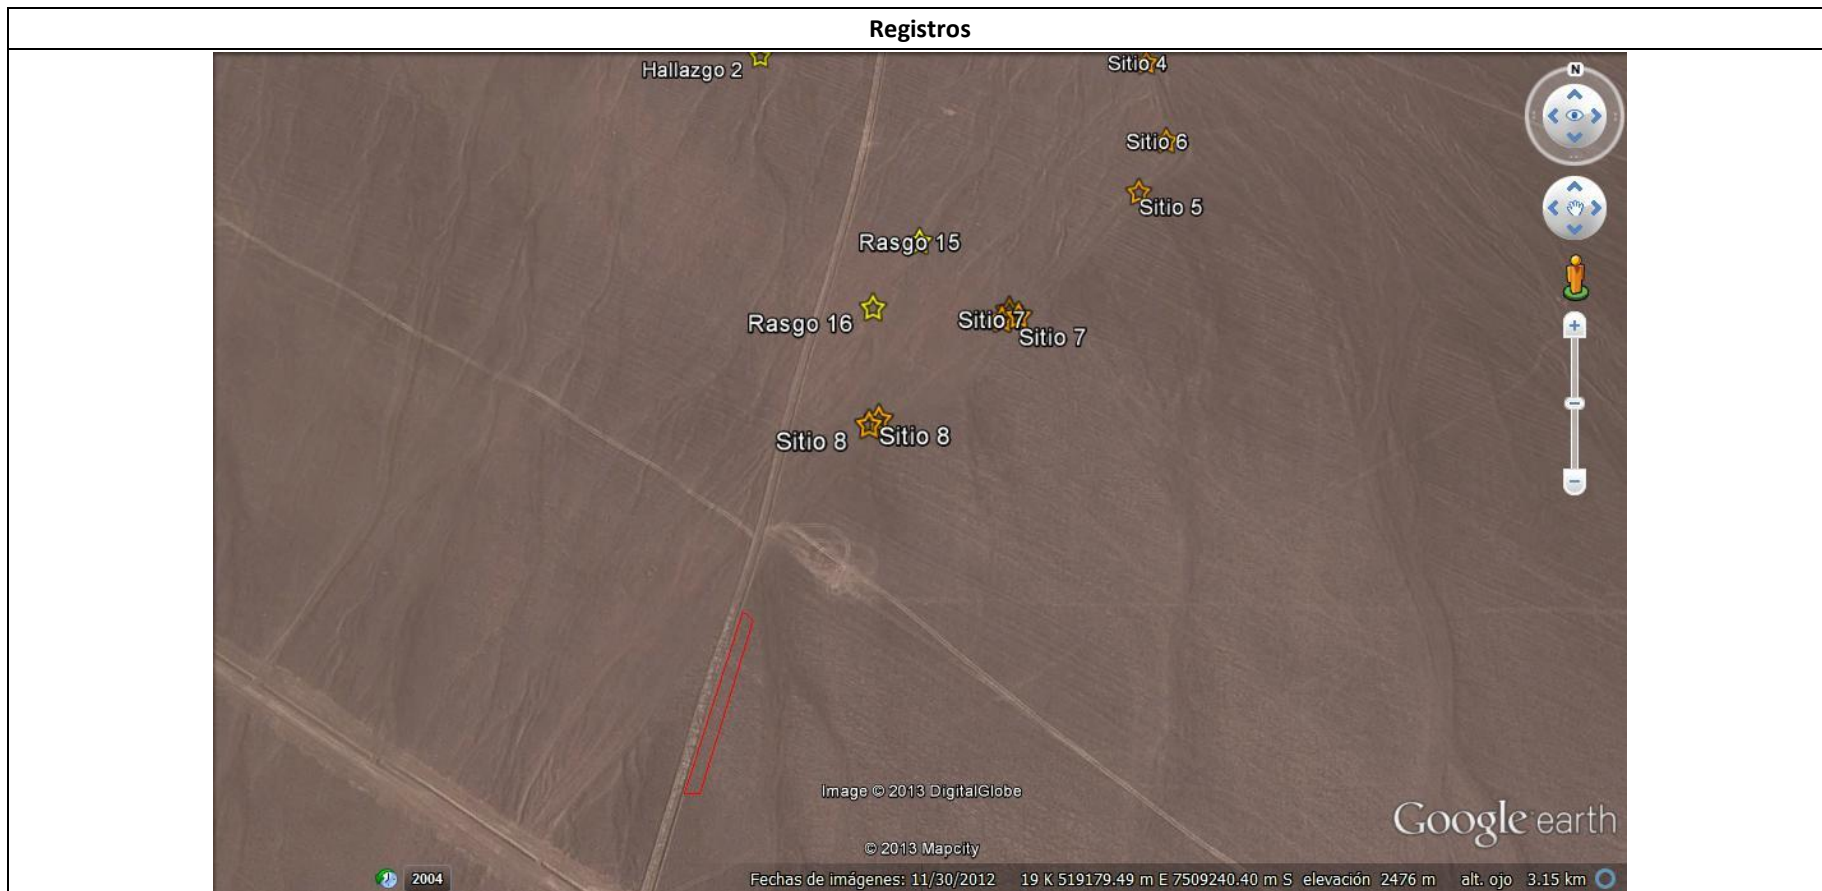 Registros
Hallazgo 2
Sitio 4
N
Sitio 6
Sitio 5
Rasgo 15
Rasgo 16
Sitio 7
Sitio 7
Sitio 8
Sitio 8
Image © 2013 DigitalGlobe
Google earth
© 2013 Mapcity
2004
Fechas de imágenes: 11/30/2012 19 K 519179.49 m E 7509240.40 m S elevación 2476 m alt. ojo 3.15 km